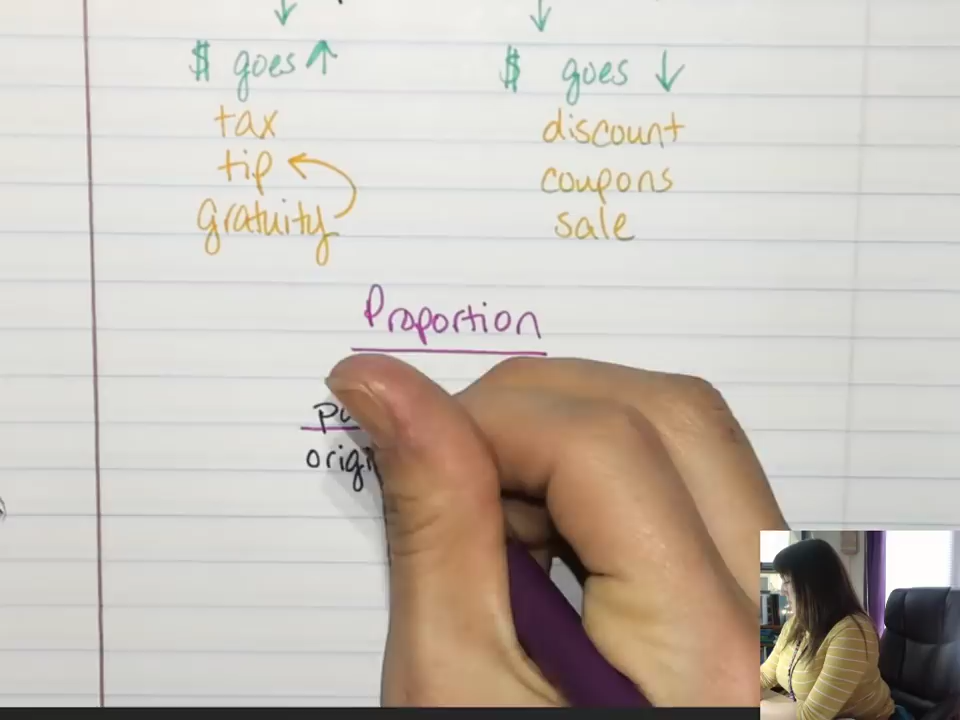 ↓ ↓
$ goes ↑ $ goes ↓
tax discount
tip coupons
gratuity sale
Proportion